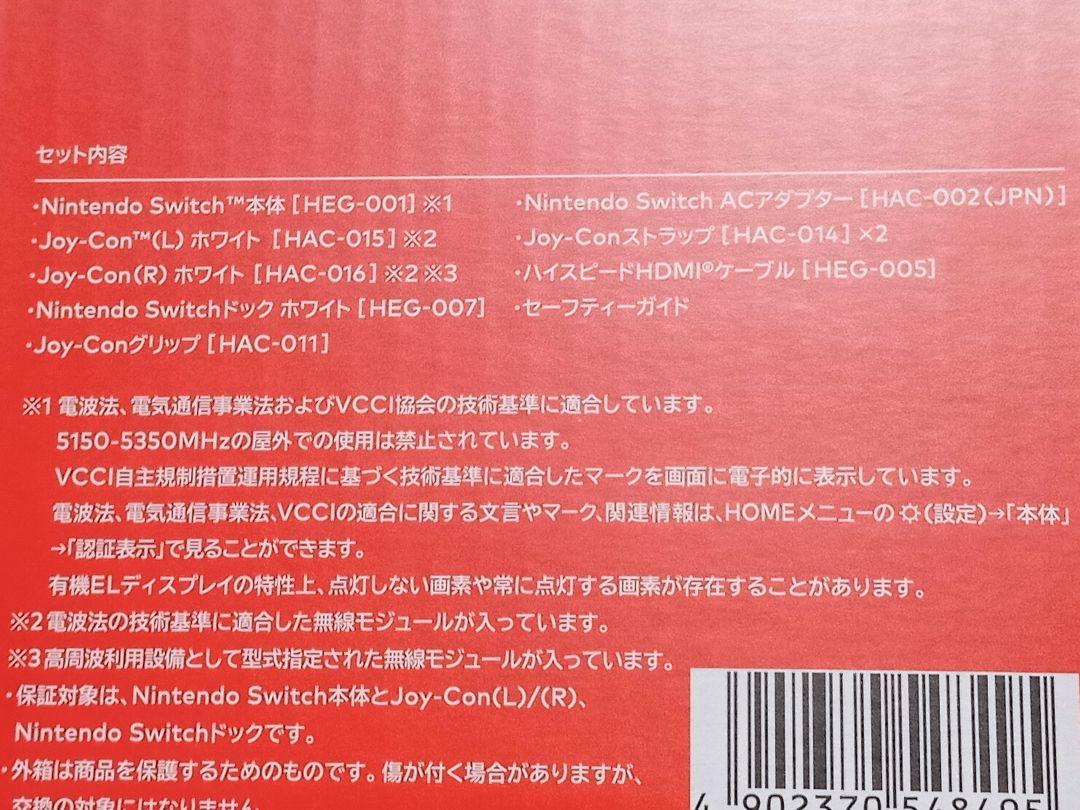 セット内容
・Nintendo Switch™本体［HEG-001］※1
・Joy-Con™(L) ホワイト［HAC-015］※2
・Joy-Con(R) ホワイト［HAC-016］※2 ※3
・Nintendo Switchドック ホワイト［HEG-007］
・Joy-Conグリップ［HAC-011］
・Nintendo Switch ACアダプター［HAC-002(JPN)］
・Joy-Conストラップ［HAC-014］×2
・ハイスピードHDMI®ケーブル［HEG-005］
・セーフティーガイド
※1 電波法、電気通信事業法およびVCCI協会の技術基準に適合しています。
5150-5350MHzの屋外での使用は禁止されています。
VCCI自主規制措置運用規程に基づく技術基準に適合したマークを画面に電子的に表示しています。
電波法、電気通信事業法、VCCIの適合に関する文言やマーク、関連情報は、HOMEメニューの (設定)→「本体」
→「認証表示」で見ることができます。
有機ELディスプレイの特性上、点灯しない画素や常に点灯する画素が存在することがあります。
※2 電波法の技術基準に適合した無線モジュールが入っています。
※3 高周波利用設備として型式指定された無線モジュールが入っています。
・保証対象は、Nintendo Switch本体とJoy-Con(L)/(R)、
Nintendo Switchドックです。
・外箱は商品を保護するためのものです。傷が付く場合がありますが、
交換の対象にはなりません。
4 902370 548495